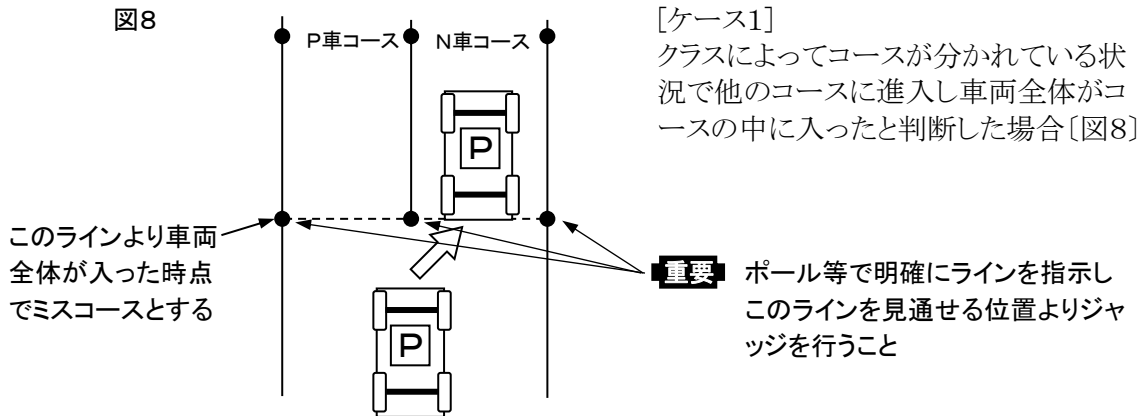 図8
P車コース
N車コース
[ケース1]
クラスによってコースが分かれている状
況で他のコースに進入し車両全体がコ
ースの中に入ったと判断した場合〔図8〕
P
このラインより車両
全体が入った時点
でミスコースとする
重要
ポール等で明確にラインを指示し
このラインを見通せる位置よりジャ
ッジを行うこと
P